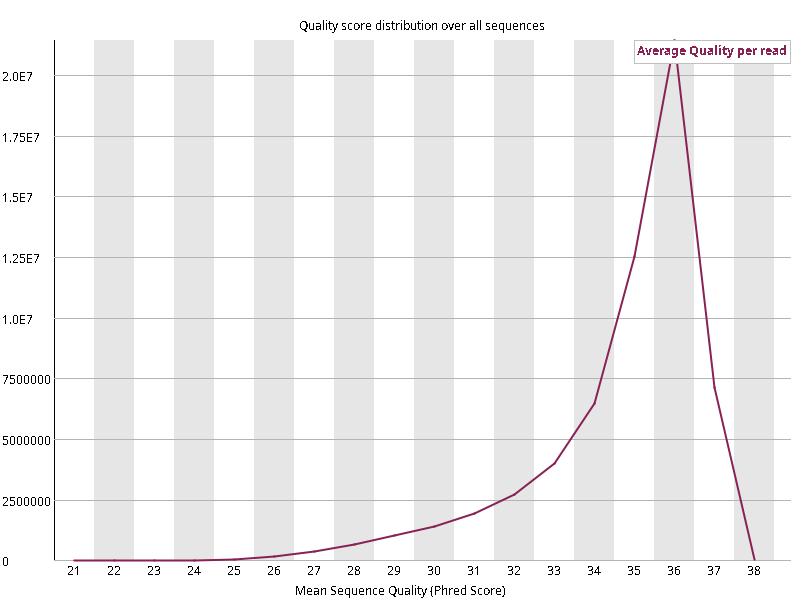 Quality score distribution over all sequences
Average Quality per read
2.0E7
1.75E7
1.5E7
1.25E7
1.0E7
7500000
5000000
2500000
0
21 22 23 24 25 26 27 28 29 30 31 32 33 34 35 36 37 38
Mean Sequence Quality (Phred Score)